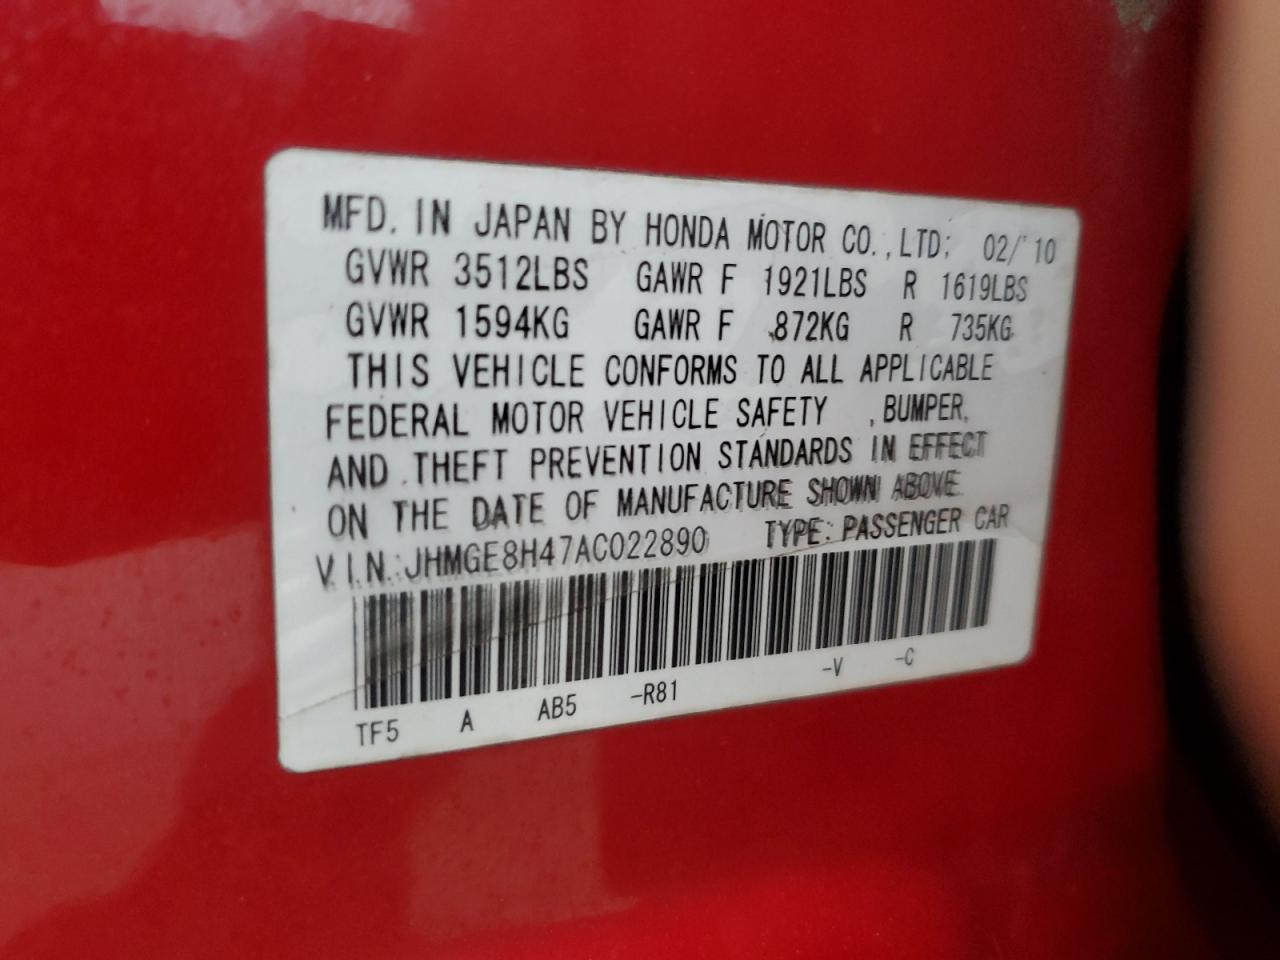 MFD. IN JAPAN BY HONDA MOTOR CO., LTD; 02/'10
GVWR 3512LBS GAWR F 1921LBS R 1619LBS
GVWR 1594KG GAWR F 872KG R 735KG
THIS VEHICLE CONFORMS TO ALL APPLICABLE
FEDERAL MOTOR VEHICLE SAFETY , BUMPER,
AND THEFT PREVENTION STANDARDS IN EFFECT
ON THE DATE OF MANUFACTURE SHOWN ABOVE.
V.I.N.:JHMGE8H47AC022890 TYPE: PASSENGER CAR
TF5 A AB5 -R81 -V -C